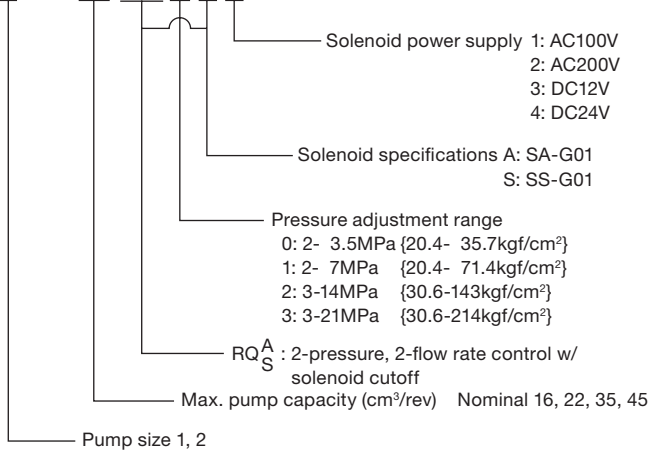 Solenoid power supply 1: AC100V
2: AC200V
3: DC12V
4: DC24V
Solenoid specifications A: SA-G01
S: SS-G01
Pressure adjustment range
0: 2- 3.5MPa {20.4- 35.7kgf/cm²}
1: 2- 7MPa {20.4- 71.4kgf/cm²}
2: 3-14MPa {30.6-143kgf/cm²}
3: 3-21MPa {30.6-214kgf/cm²}
RQ A S : 2-pressure, 2-flow rate control w/
solenoid cutoff
Max. pump capacity (cm³/rev) Nominal 16, 22, 35, 45
Pump size 1, 2